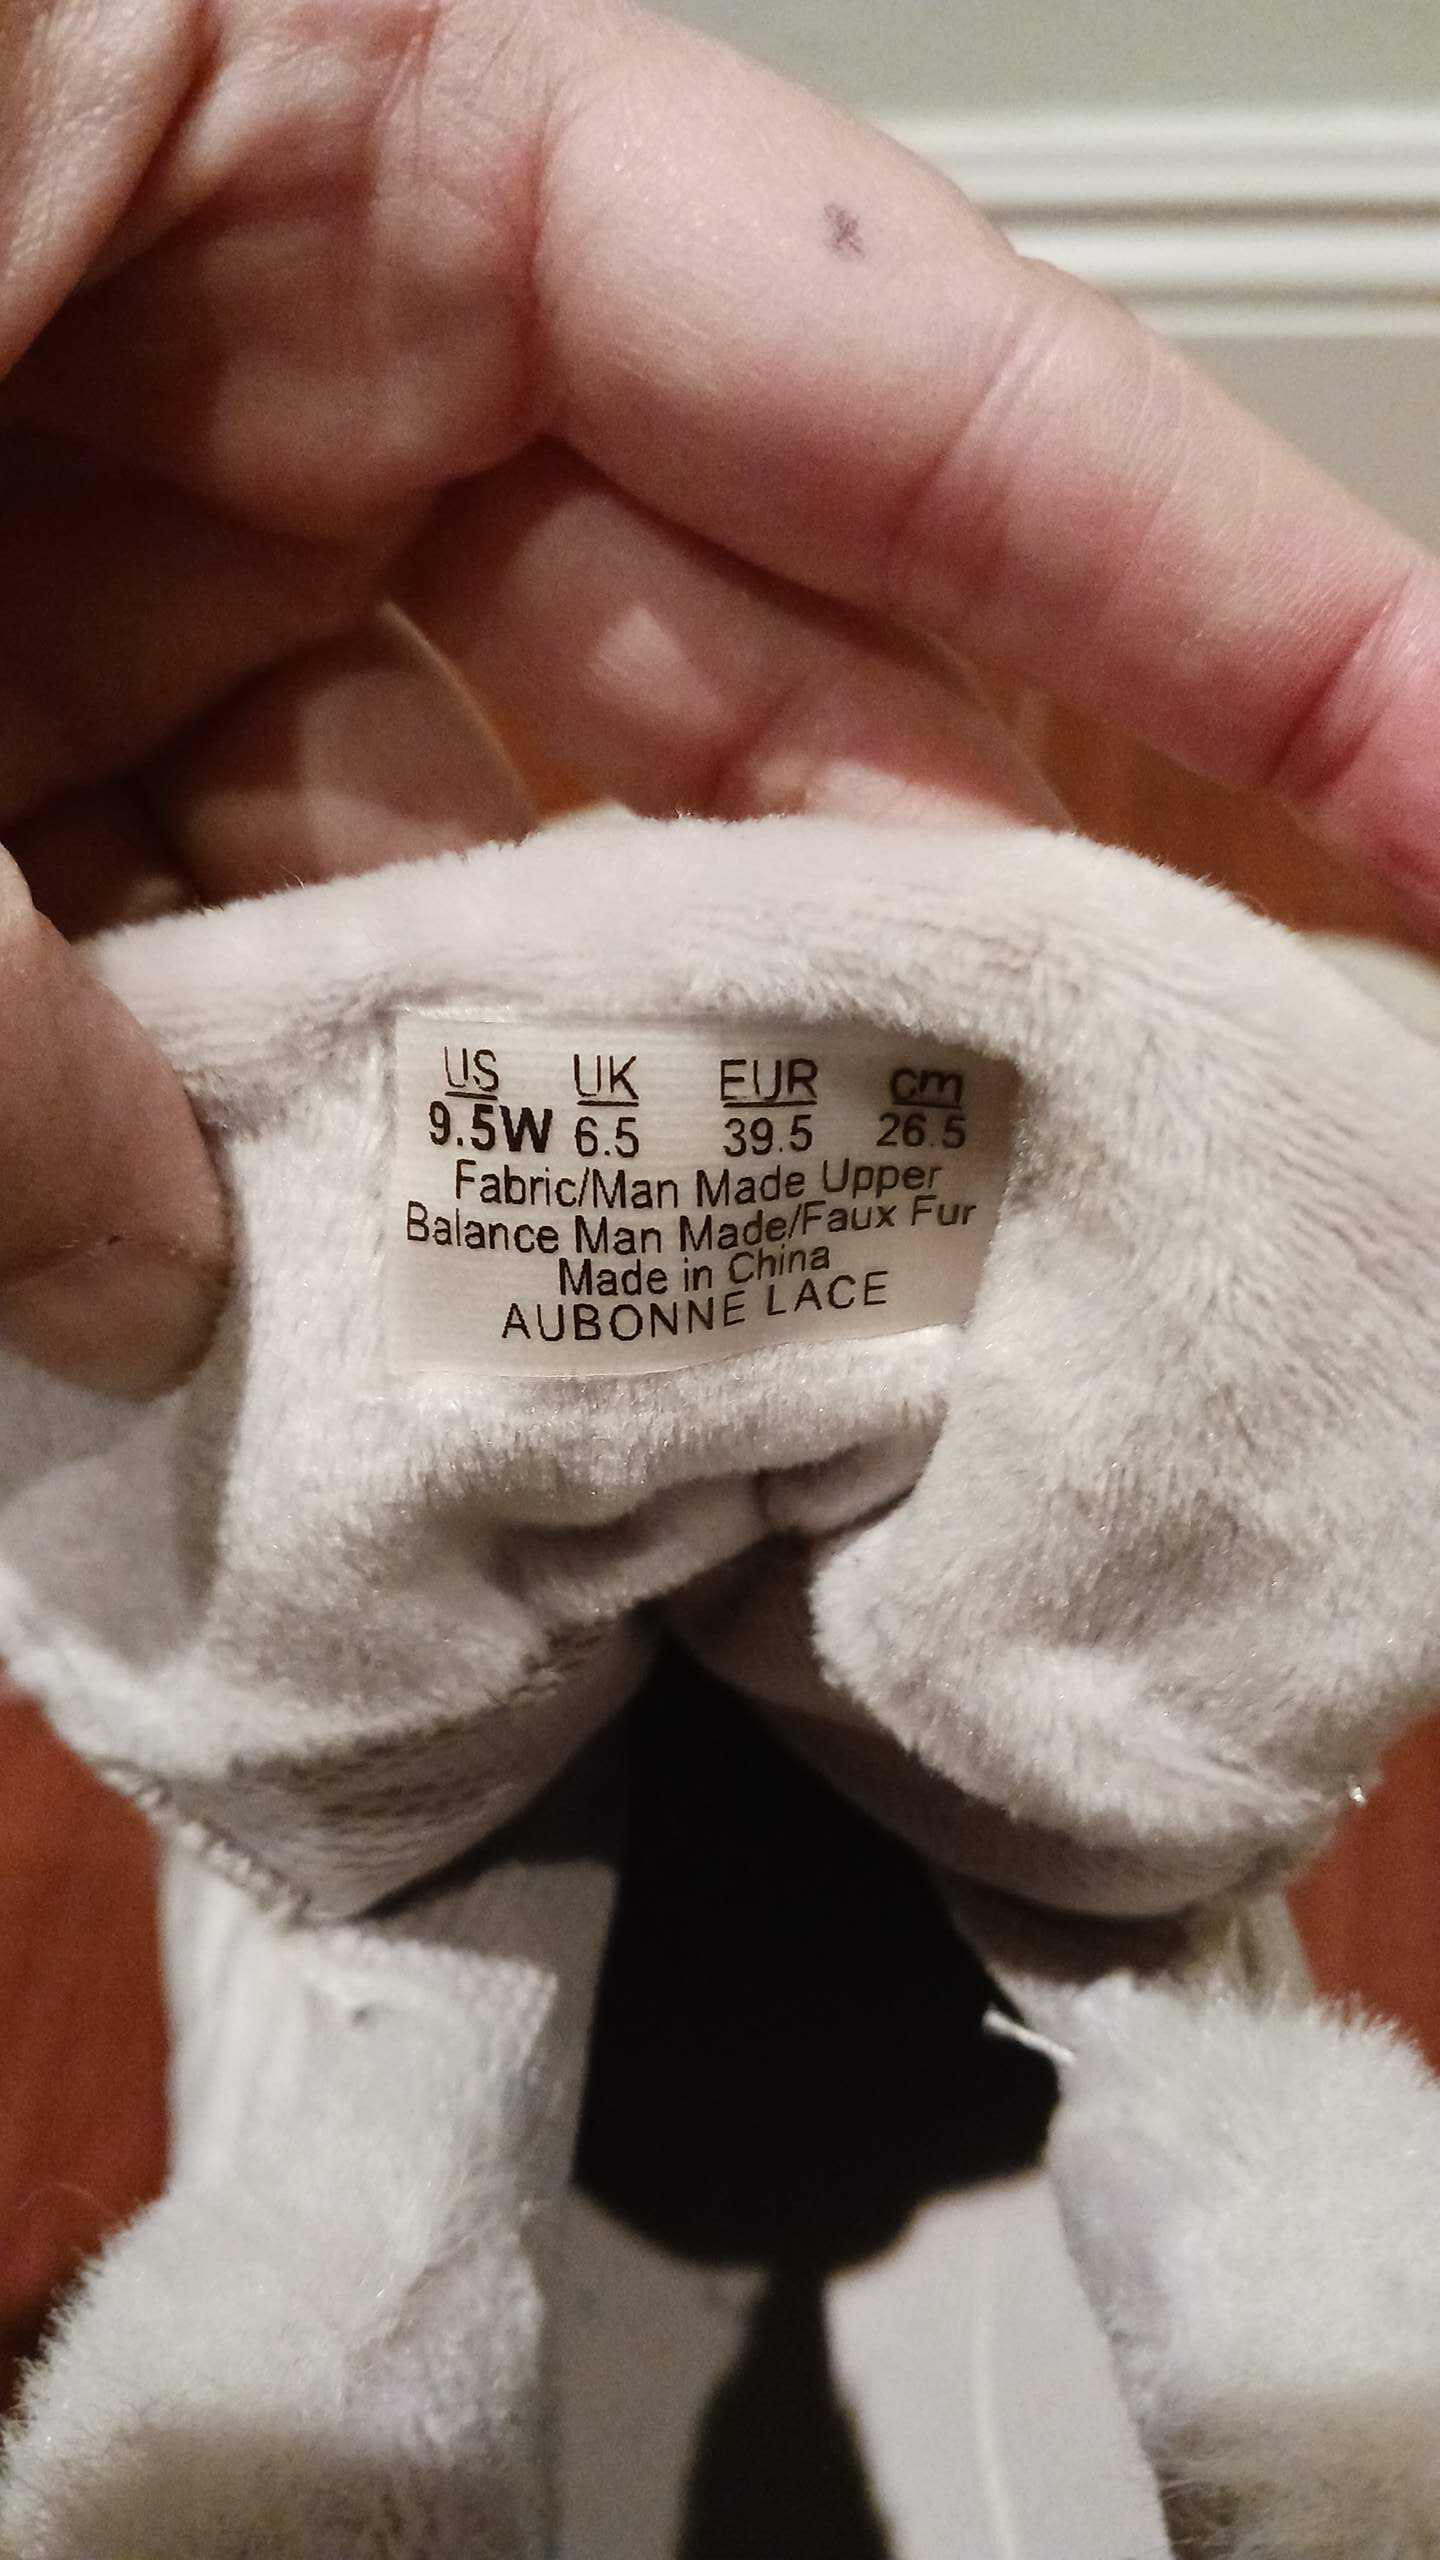 US UK EUR cm
9.5W 6.5 39.5 26.5
Fabric/Man Made Upper
Balance Man Made/Faux Fur
Made in China
AUBONNE LACE